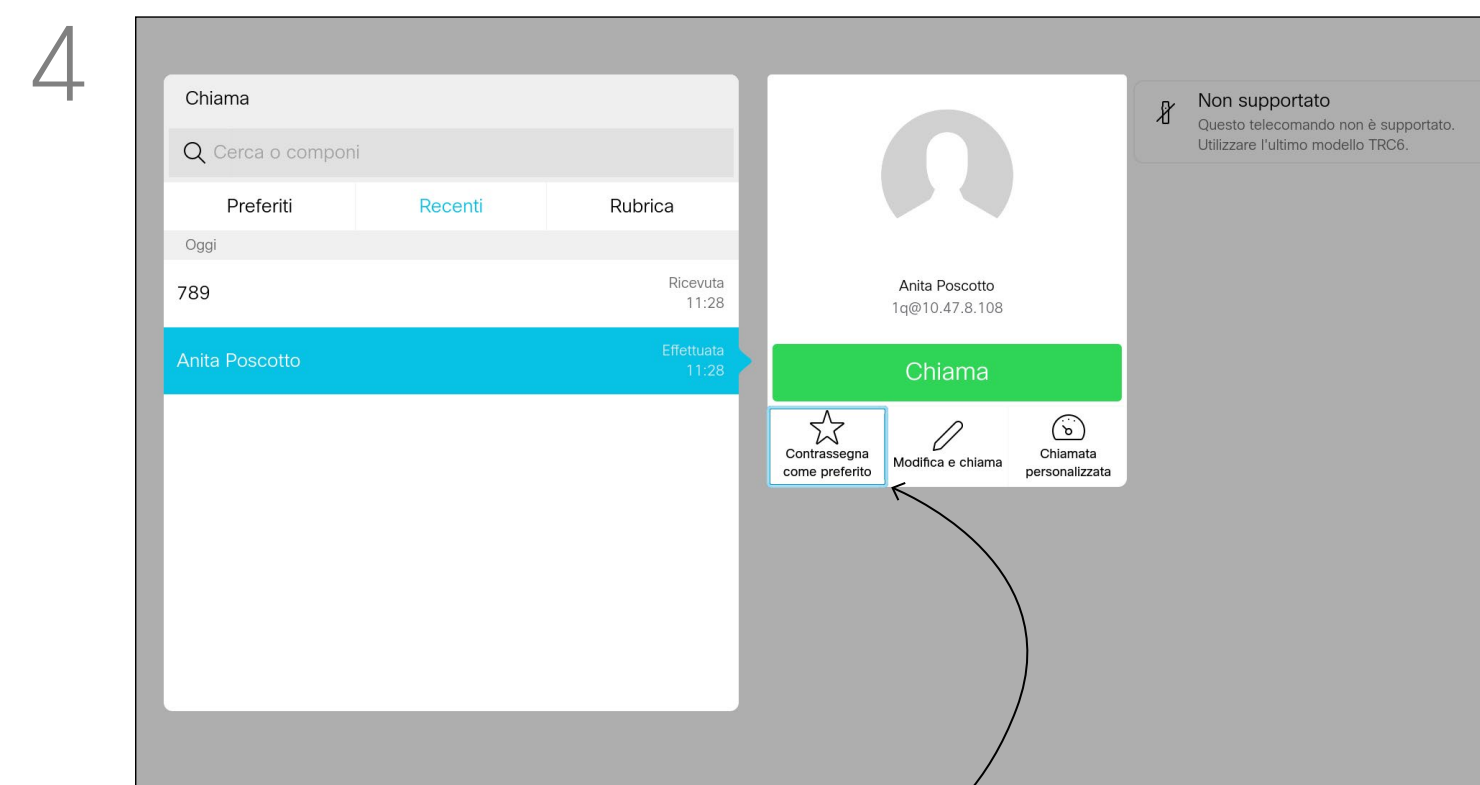 4
Chiama
Cerca o componi
Preferiti
Recenti
Rubrica
Oggi
789
Ricevuta
11:28
Anita Poscotto
Effettuata
11:28
Anita Poscotto
1q@10.47.8.108
Chiama
Contrassegna
come preferito
Modifica e chiama
Chiamata
personalizzata
Non supportato
Questo telecomando non è supportato.
Utilizzare l'ultimo modello TRC6.